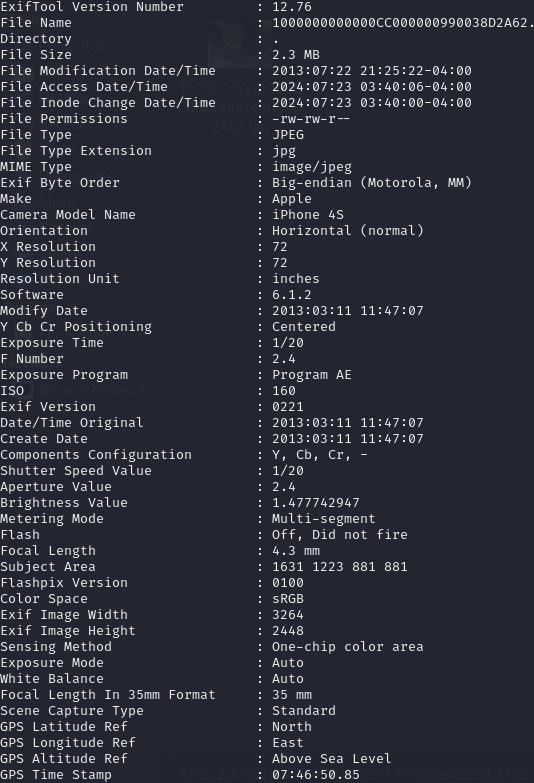 ExifTool Version Number : 12.76
File Name : 1000000000000CC000000990038D2A62.
Directory : .
File Size : 2.3 MB
File Modification Date/Time : 2013:07:22 21:25:22-04:00
File Access Date/Time : 2024:07:23 03:40:06-04:00
File Inode Change Date/Time : 2024:07:23 03:40:00-04:00
File Permissions : -rw-rw-r--
File Type : JPEG
File Type Extension : jpg
MIME Type : image/jpeg
Exif Byte Order : Big-endian (Motorola, MM)
Make : Apple
Camera Model Name : iPhone 4S
Orientation : Horizontal (normal)
X Resolution : 72
Y Resolution : 72
Resolution Unit : inches
Software : 6.1.2
Modify Date : 2013:03:11 11:47:07
Y Cb Cr Positioning : Centered
Exposure Time : 1/20
F Number : 2.4
Exposure Program : Program AE
ISO : 160
Exif Version : 0221
Date/Time Original : 2013:03:11 11:47:07
Create Date : 2013:03:11 11:47:07
Components Configuration : Y, Cb, Cr, -
Shutter Speed Value : 1/20
Aperture Value : 2.4
Brightness Value : 1.477742947
Metering Mode : Multi-segment
Flash : Off, Did not fire
Focal Length : 4.3 mm
Subject Area : 1631 1223 881 881
Flashpix Version : 0100
Color Space : sRGB
Exif Image Width : 3264
Exif Image Height : 2448
Sensing Method : One-chip color area
Exposure Mode : Auto
White Balance : Auto
Focal Length In 35mm Format : 35 mm
Scene Capture Type : Standard
GPS Latitude Ref : North
GPS Longitude Ref : East
GPS Altitude Ref : Above Sea Level
GPS Time Stamp : 07:46:50.85